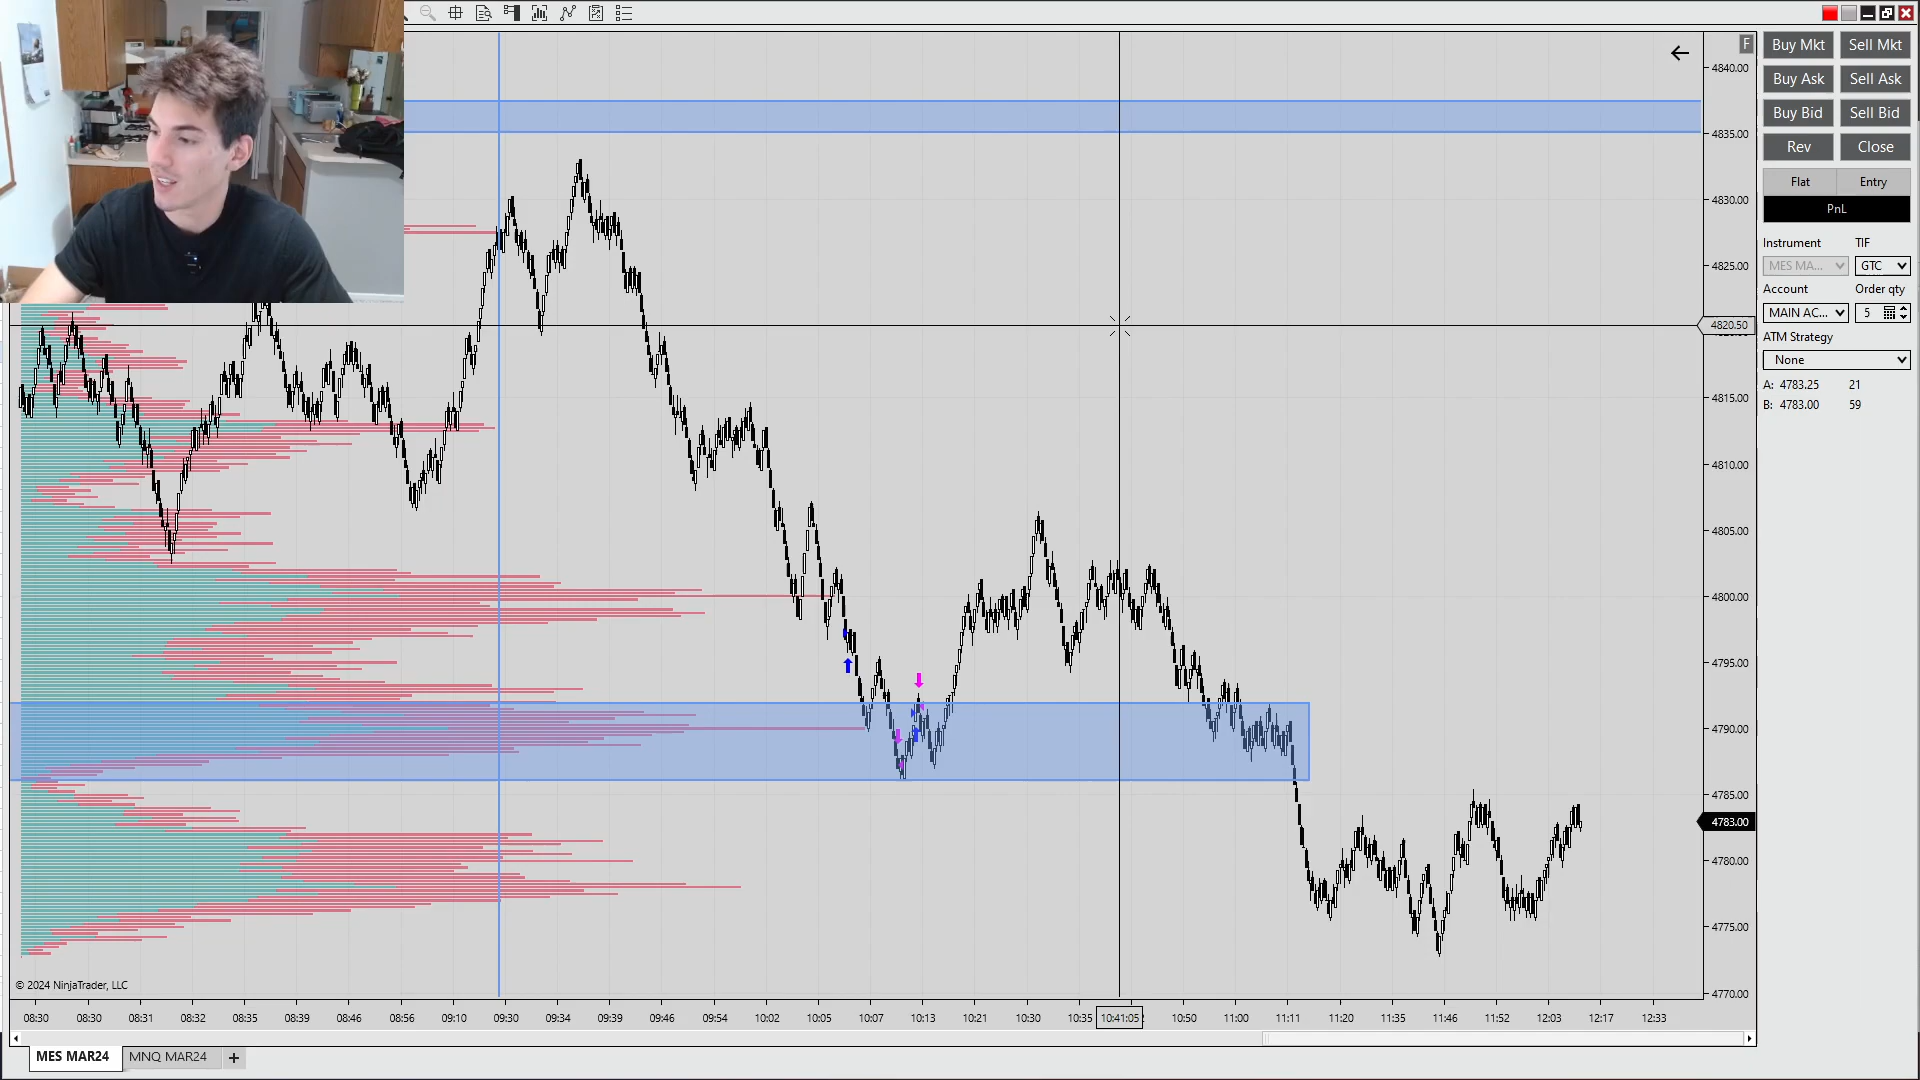 F
4840.00
Buy Mkt
Sell Mkt
Buy Ask
Sell Ask
4835.00
Buy Bid
Sell Bid
Rev
Close
Flat
Entry
4830.00
PnL
Instrument
TIF
MES MA...
GTC
4825.00
Account
Order qty
MAIN AC...
5
4820.50
ATM Strategy
None
A: 4783.25 21
4815.00
B: 4783.00 59
4810.00
4805.00
4800.00
4795.00
4790.00
4785.00
4783.00
4780.00
4775.00
© 2024 NinjaTrader, LLC
4770.00
08:30 08:30 08:31 08:32 08:35 08:39 08:46 08:56 09:10 09:30 09:34 09:39 09:46 09:54 10:02 10:05 10:07 10:13 10:21 10:30 10:35 10:41:05 10:50 11:00 11:11 11:20 11:35 11:46 11:52 12:03 12:17 12:33
MES MAR24 MNQ MAR24 +